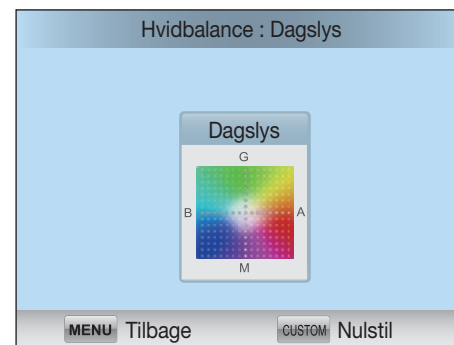 Hvidbalance : Dagslys
Dagslys
G
B A
M
MENU Tilbage CUSTOM Nulstil